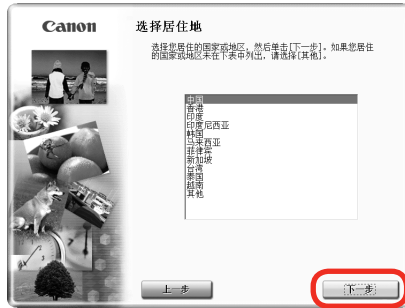 Canon
选择居住地
选择您居住的国家或地区，然后单击[下一步]。如果您居住
的国家或地区未在下表中列出，请选择[其他]。
中国
香港
印度
印度尼西亚
韩国
马来西亚
菲律宾
新加坡
台湾
泰国
越南
其他
上一步
下一步